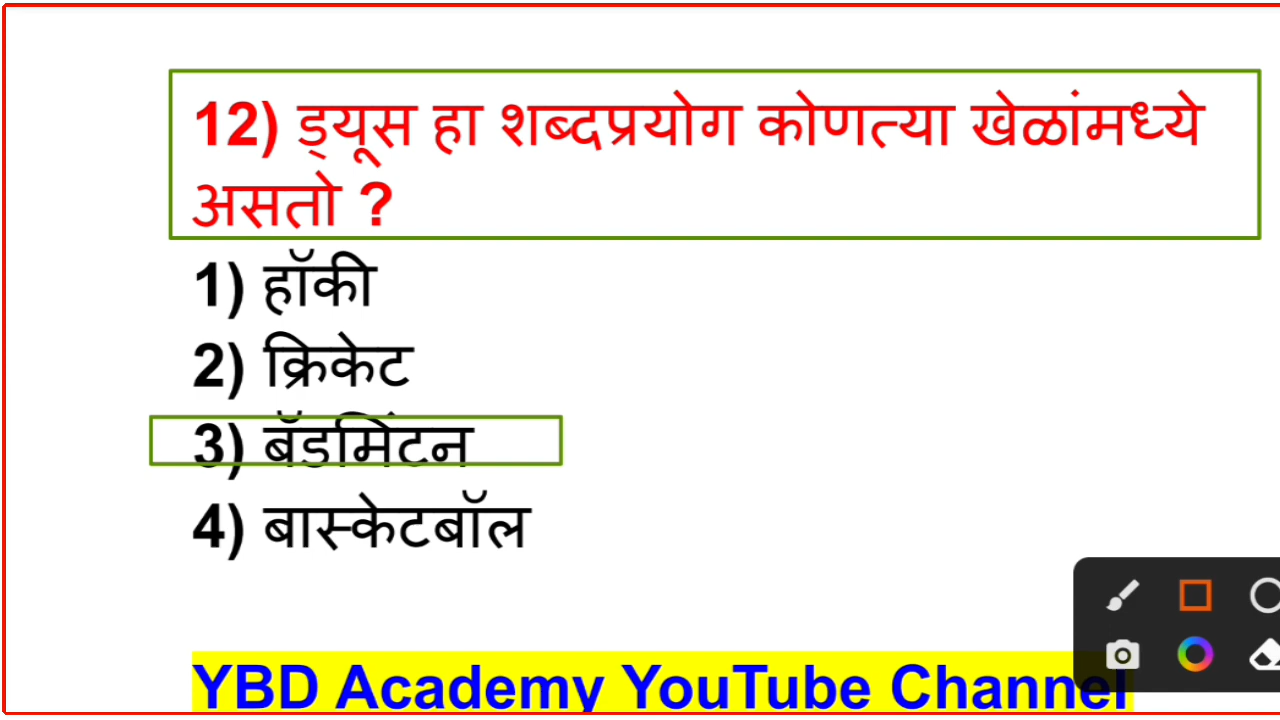 12) ड्यूस हा शब्दप्रयोग कोणत्या खेळांमध्ये
असतो ?
1) हॉकी
2) क्रिकेट
3) बॅडमिंटन
4) बास्केटबॉल
YBD Academy YouTube Channel